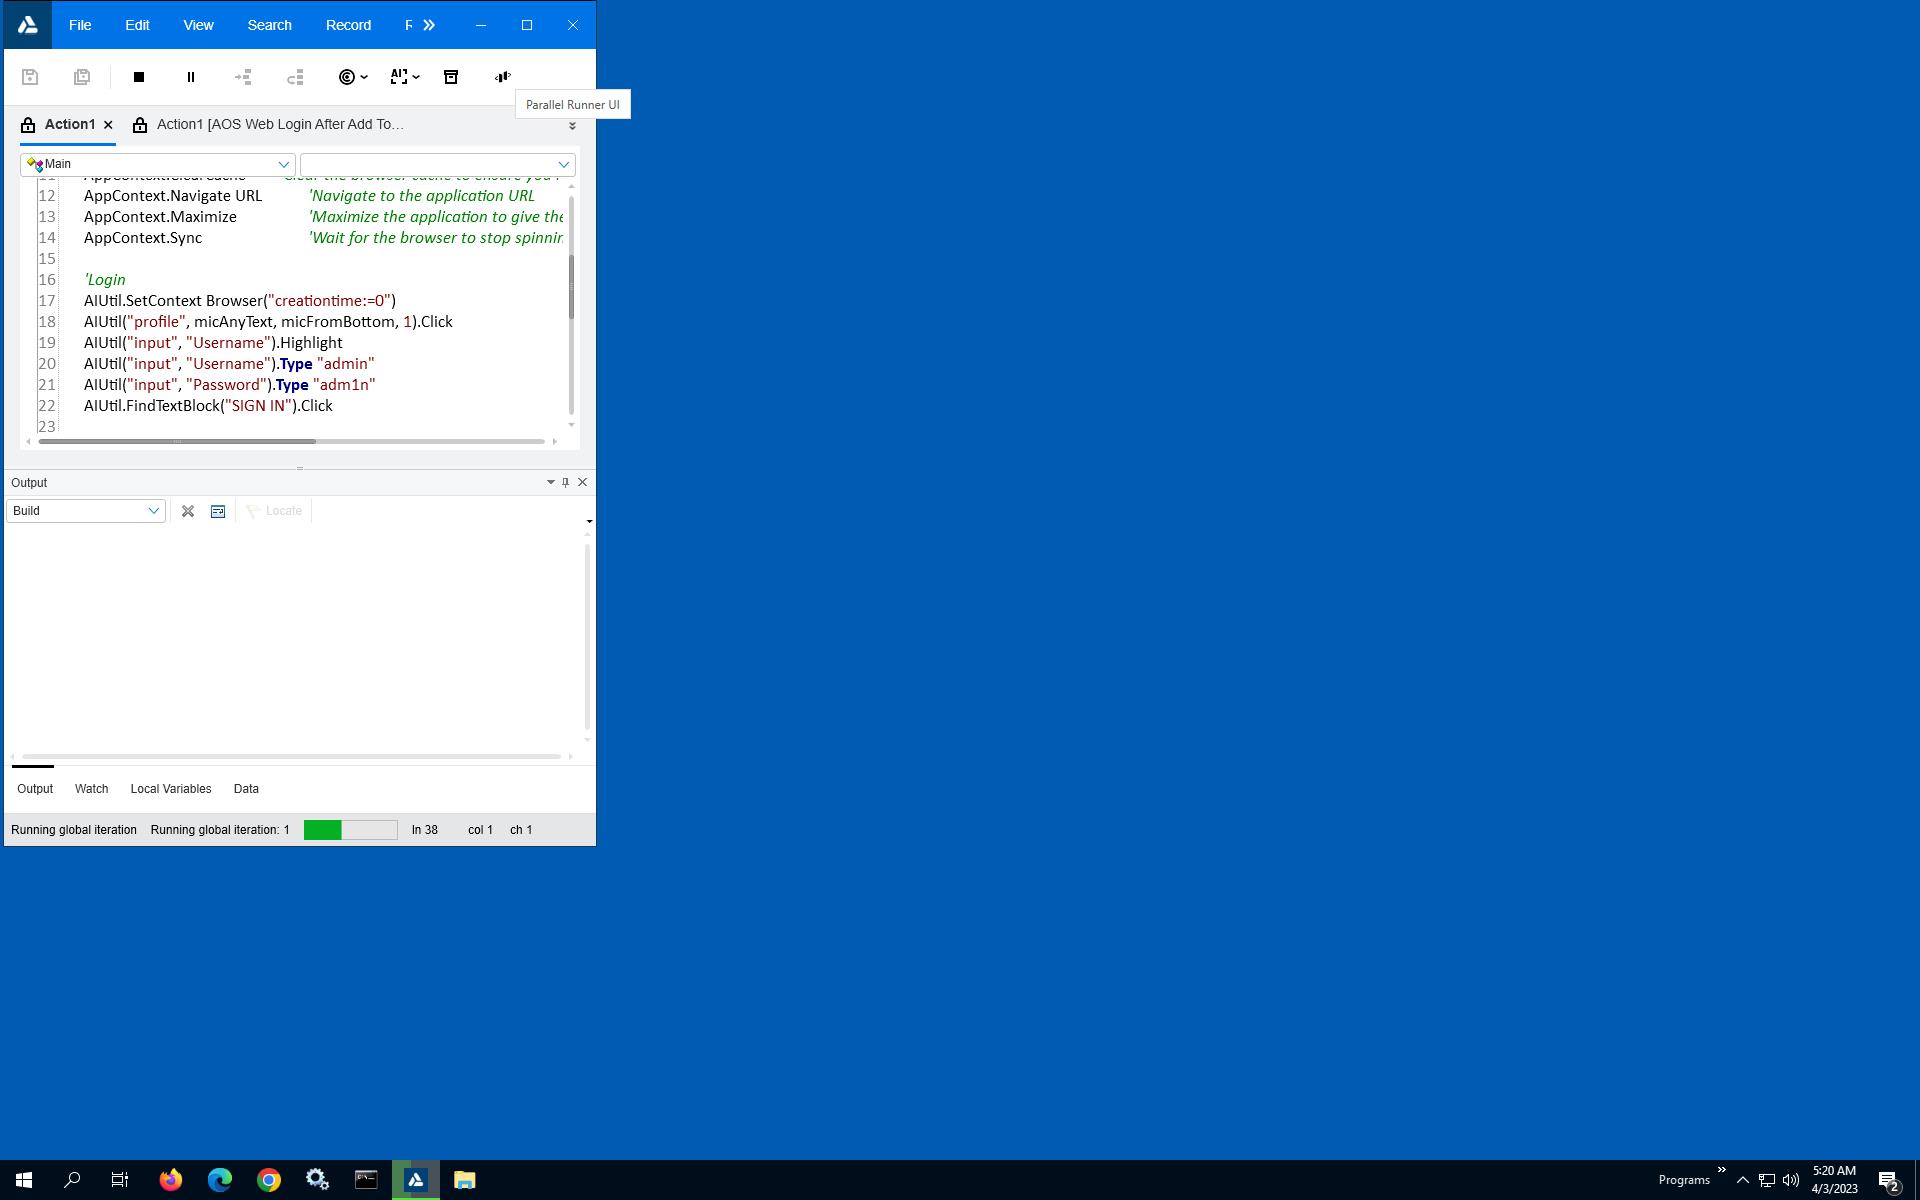 File Edit View Search Record
Parallel Runner UI
Action1 Action1 [AOS Web Login After Add To...
Main
12 AppContext.Navigate URL 'Navigate to the application URL
13 AppContext.Maximize 'Maximize the application to give the
14 AppContext.Sync 'Wait for the browser to stop spinnin
15
16 'Login
17 AIUtil.SetContext Browser("creationtime:=0")
18 AIUtil("profile", micAnyText, micFromBottom, 1).Click
19 AIUtil("input", "Username").Highlight
20 AIUtil("input", "Username").Type "admin"
21 AIUtil("input", "Password").Type "adm1n"
22 AIUtil.FindTextBlock("SIGN IN").Click
23
Output
Build Locate
Output Watch Local Variables Data
Running global iteration Running global iteration: 1 ln 38 col 1 ch 1
Programs
5:20 AM
4/3/2023
2